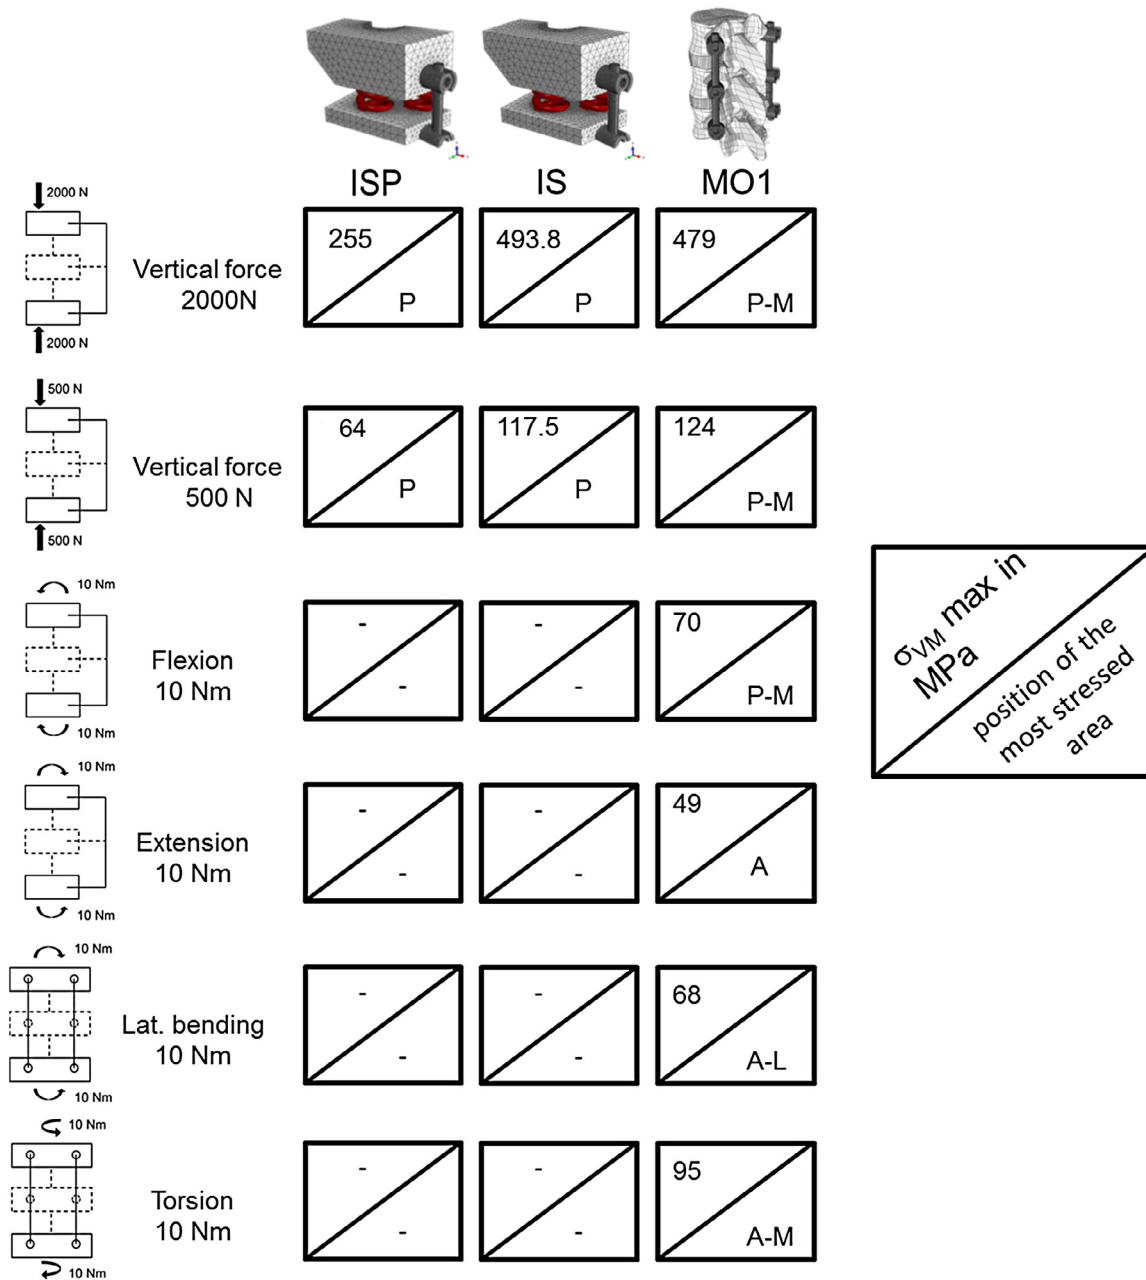 ISP
IS
MO1
2000 N
2000 N
Vertical force
2000N
255
P
493.8
P
479
P-M
500 N
500 N
Vertical force
500 N
64
P
117.5
P
124
P-M
10 Nm
10 Nm
Flexion
10 Nm
-
-
-
-
70
P-M
σVM max in
MPa
position of the
most stressed
area
10 Nm
10 Nm
Extension
10 Nm
-
-
-
-
49
A
10 Nm
10 Nm
Lat. bending
10 Nm
-
-
-
-
68
A-L
10 Nm
10 Nm
Torsion
10 Nm
-
-
-
-
95
A-M